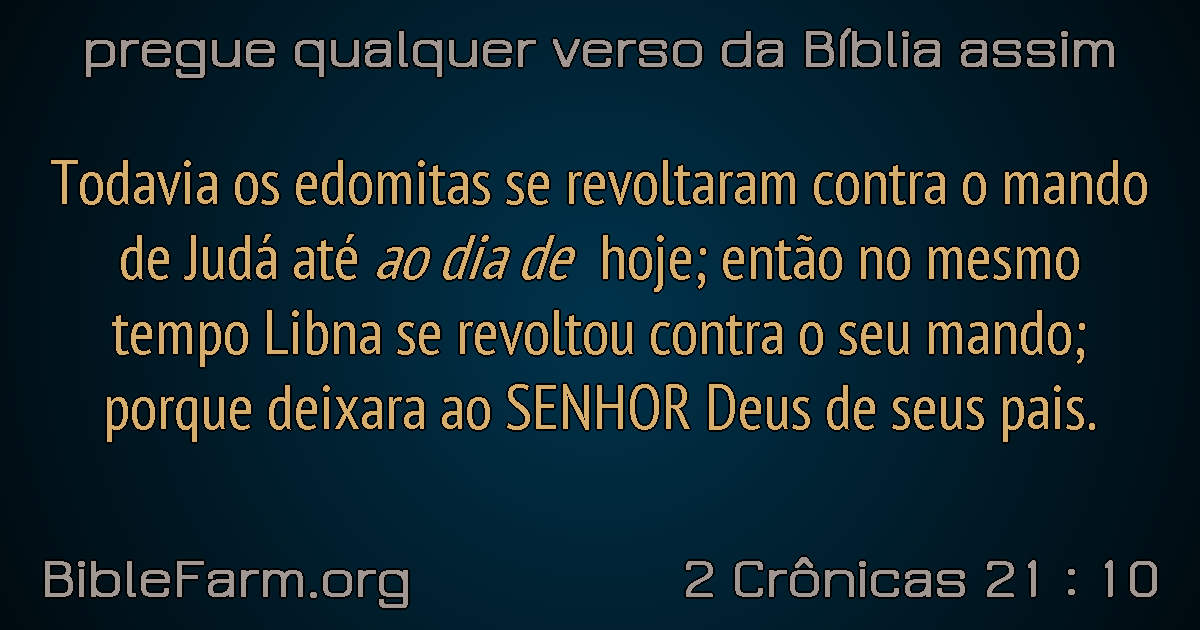 pregue qualquer verso da Bíblia assim
Todavia os edomitas se revoltaram contra o mando
de Judá até ao dia de hoje; então no mesmo
tempo Libna se revoltou contra o seu mando;
porque deixara ao SENHOR Deus de seus pais.
BibleFarm.org
2 Crônicas 21 : 10